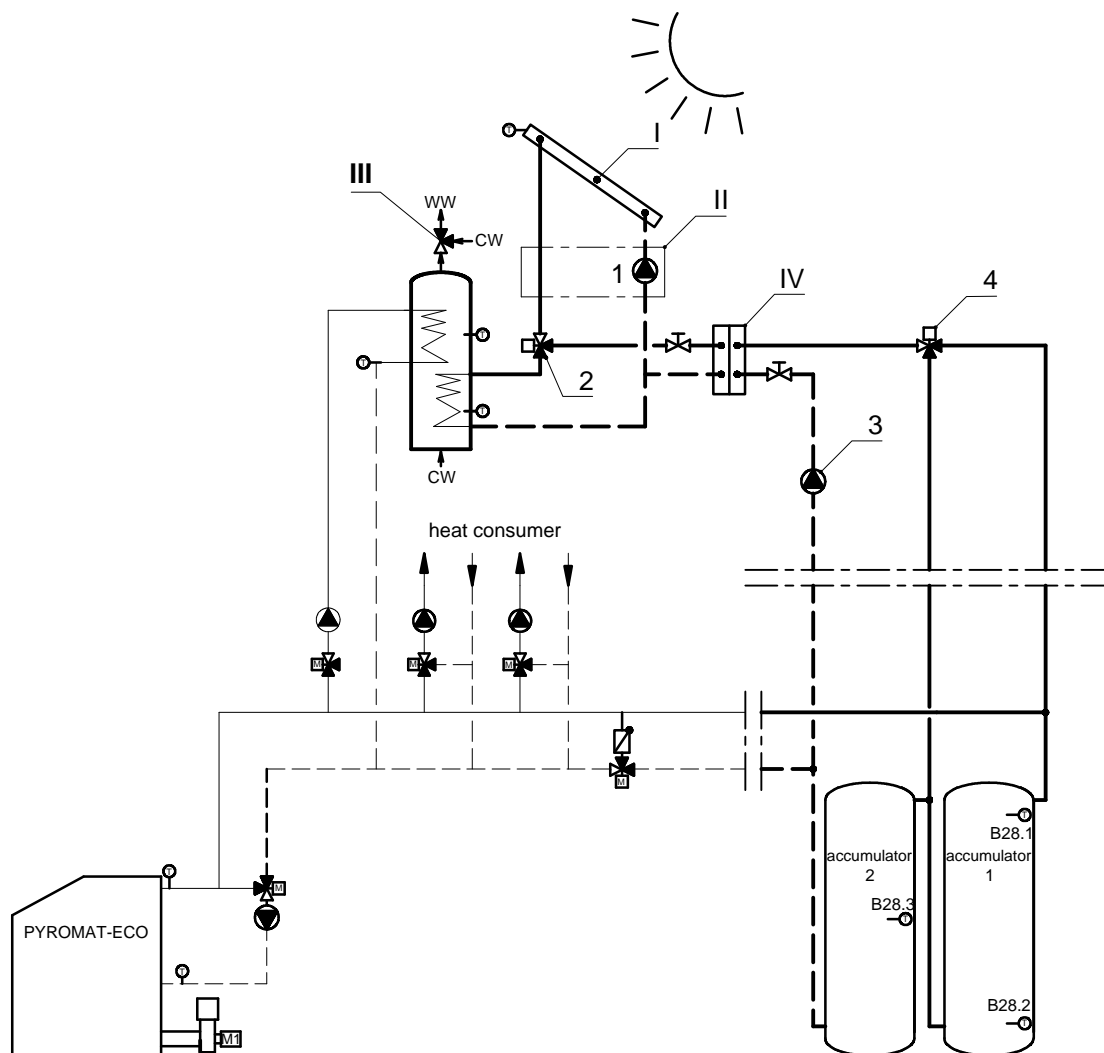 I
III
WW
II
CW
1
IV
4
T
T
2
T
T
CW
3
heat consumer
M
M
M
M
B28.1
T
accumulator
2
accumulator
1
T
M
B28.3
T
PYROMAT-ECO
T
B28.2
T
M1